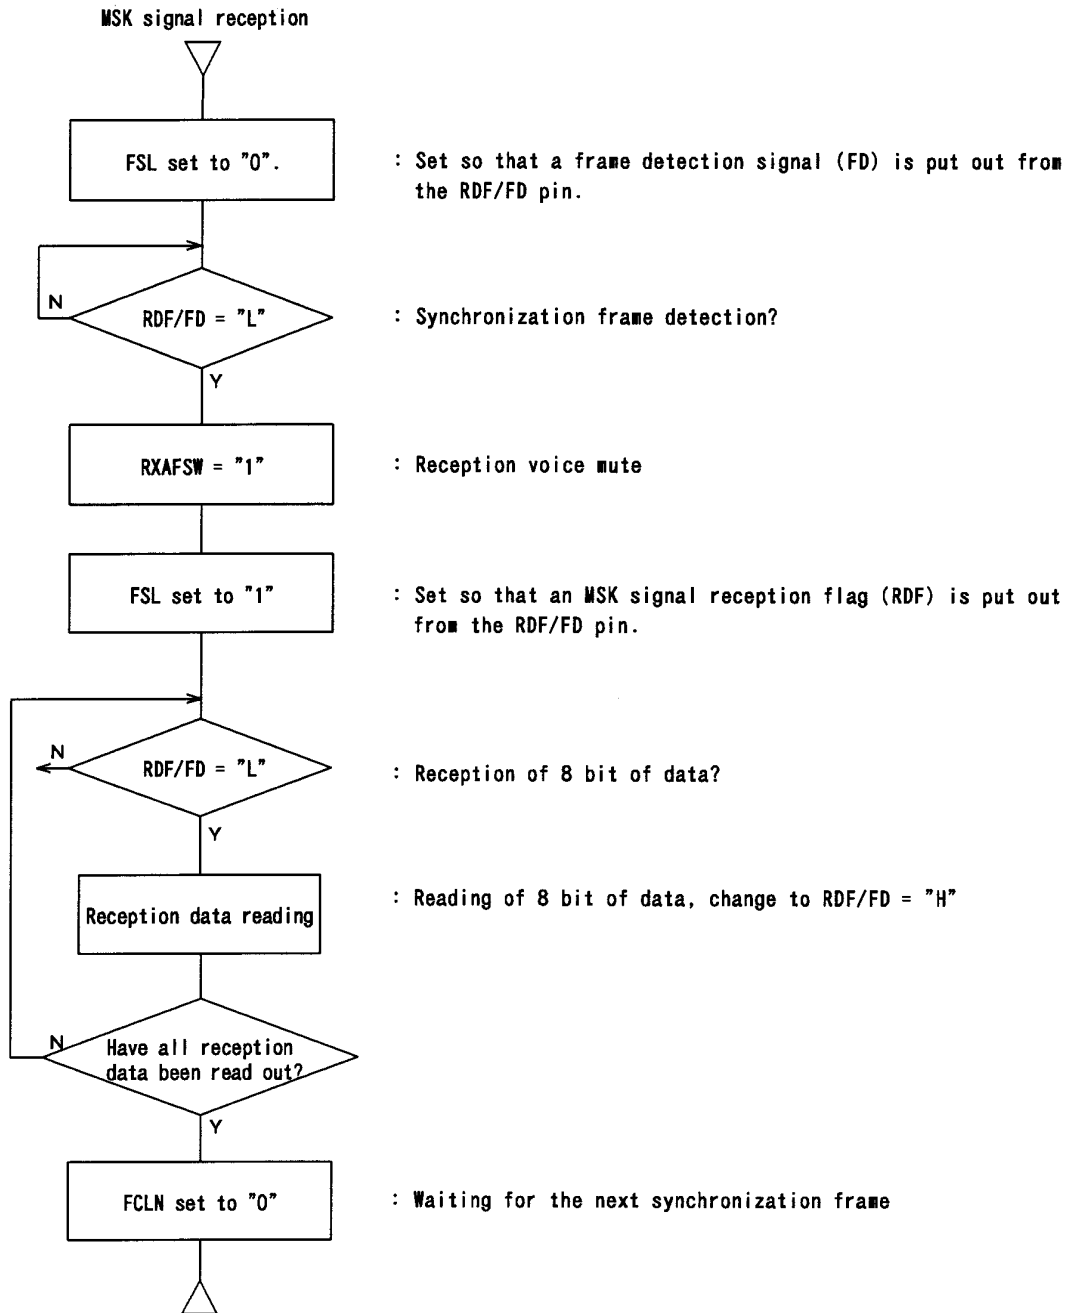 MSK signal reception
FSL set to "0".
: Set so that a frame detection signal (FD) is put out from
the RDF/FD pin.
N
RDF/FD = "L"
: Synchronization frame detection?
Y
RXAFSW = "1"
: Reception voice mute
FSL set to "1"
: Set so that an MSK signal reception flag (RDF) is put out
from the RDF/FD pin.
N
RDF/FD = "L"
: Reception of 8 bit of data?
Y
Reception data reading
: Reading of 8 bit of data, change to RDF/FD = "H"
N
Have all reception
data been read out?
Y
FCLN set to "0"
: Waiting for the next synchronization frame